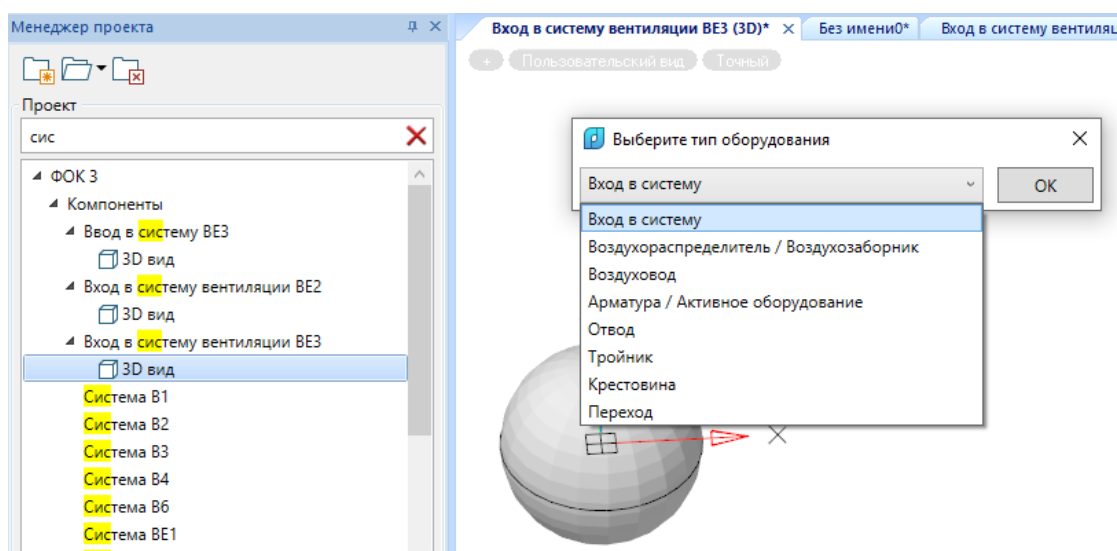 Менеджер проекта
Проект
сис
ФОК 3
Компоненты
Ввод в систему ВЕ3
3D вид
Вход в систему вентиляции ВЕ2
3D вид
Вход в систему вентиляции ВЕ3
3D вид
Система В1
Система В2
Система В3
Система В4
Система В6
Система ВЕ1
Вход в систему вентиляции ВЕ3 (3D)*
Без имени0*
Вход в систему вентиляц
Пользовательский вид
Точный
Выберите тип оборудования
Вход в систему
ОК
Вход в систему
Воздухораспределитель / Воздухозаборник
Воздуховод
Арматура / Активное оборудование
Отвод
Тройник
Крестовина
Переход